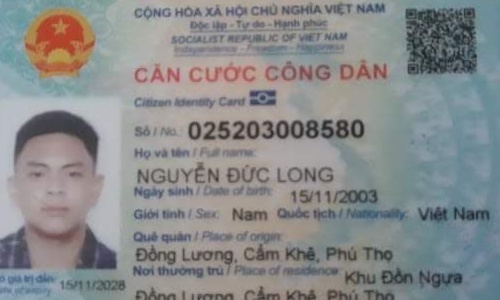 CỘNG HÒA XÃ HỘI CHỦ NGHĨA VIỆT NAM
Độc lập - Tự do - Hạnh phúc
SOCIALIST REPUBLIC OF VIET NAM
Independence - Freedom - Happiness
CĂN CƯỚC CÔNG DÂN
Citizen Identity Card
Số / No.: 025203008580
Họ và tên / Full name:
NGUYỄN ĐỨC LONG
Ngày sinh / Date of birth: 15/11/2003
Giới tính / Sex: Nam Quốc tịch / Nationality: Việt Nam
Quê quán / Place of origin:
Đồng Lương, Cẩm Khê, Phú Thọ
Nơi thường trú / Place of residence: Khu Đồn Ngựa
Đồng Lương, Cẩm Khê, Phú Thọ
giá trị đến: 15/11/2028